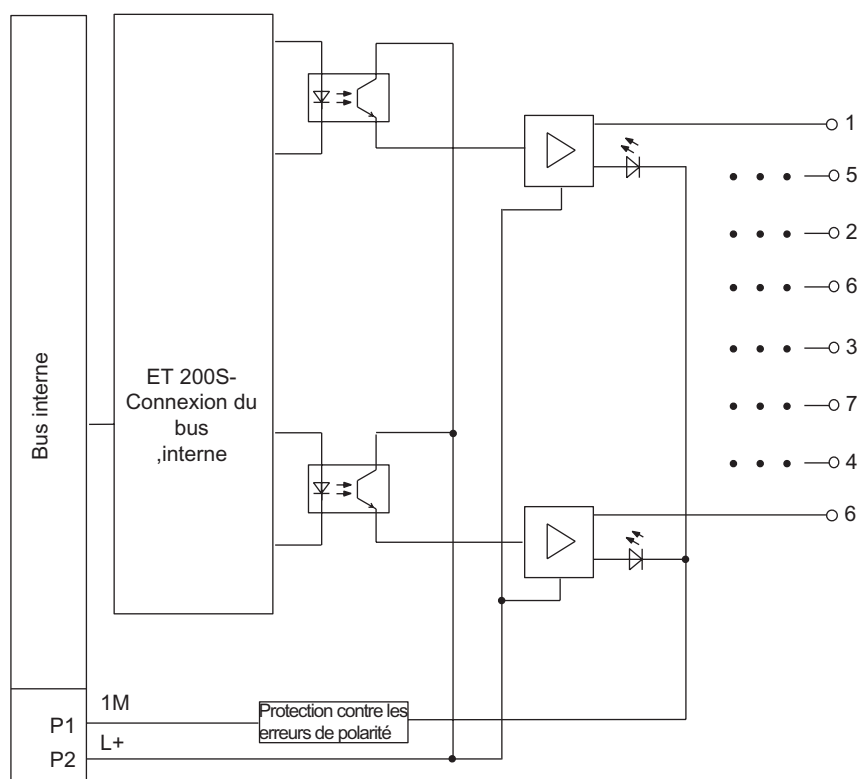 Bus interne
ET 200S-
Connexion du
bus
,interne
1
5
2
6
3
7
4
6
1M
P1
L+
P2
Protection contre les
erreurs de polarité